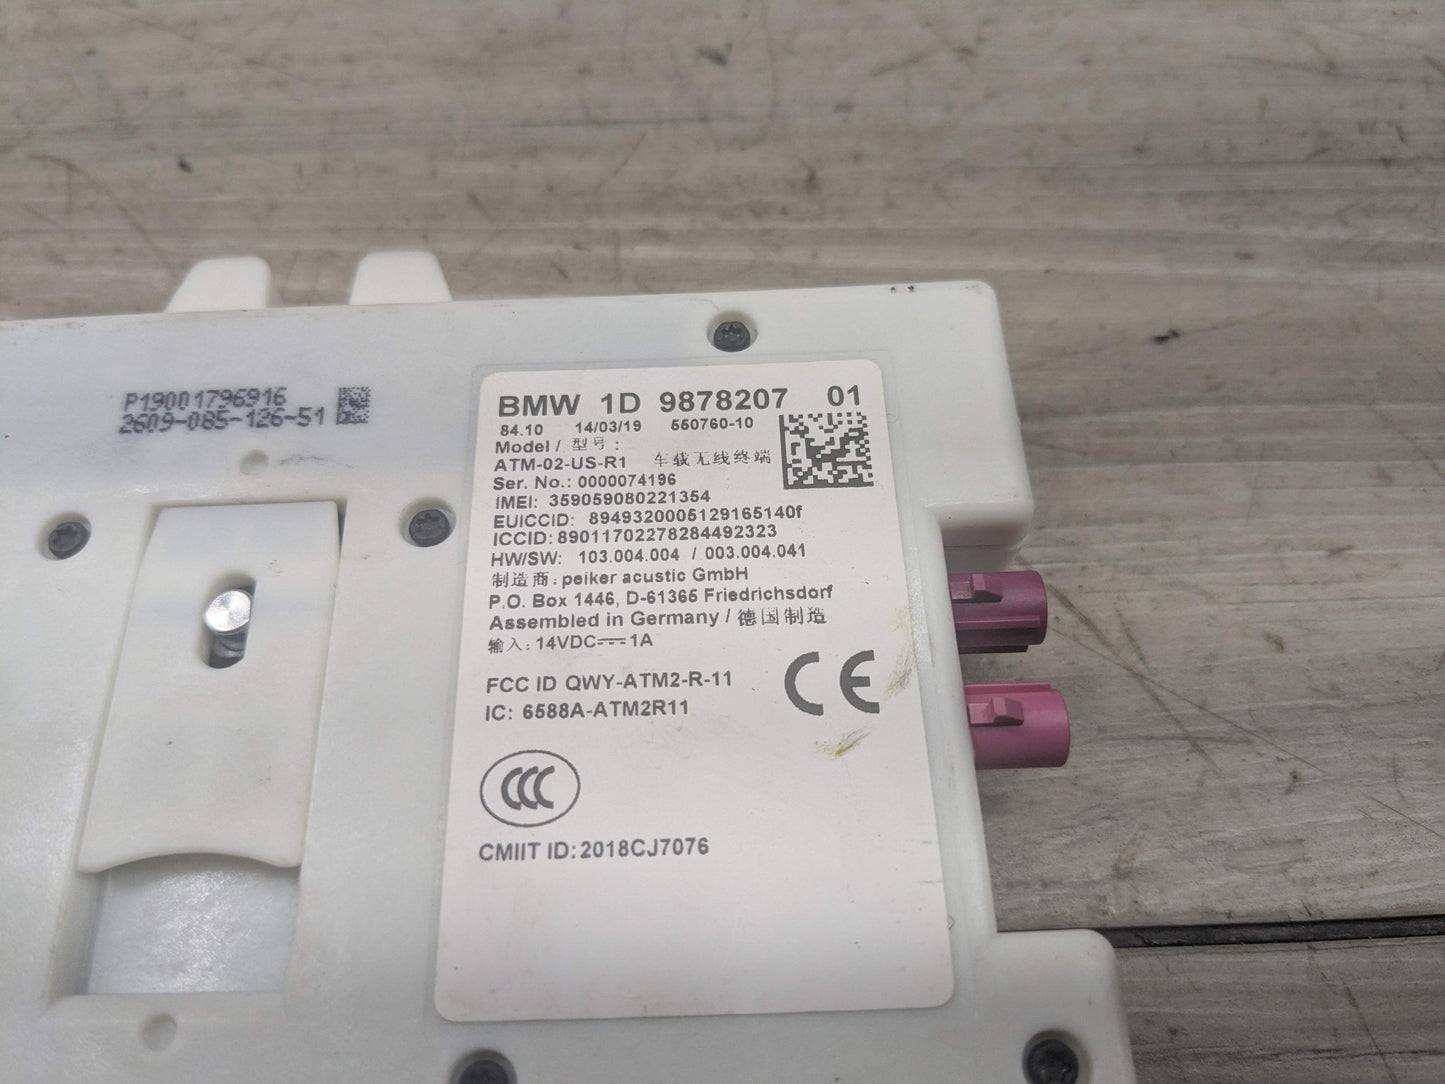 P19001796916
2609-085-126-51
BMW 1D 9878207 01
84.10 14/03/19 550760-10
Model / 型号 :
ATM-02-US-R1 车载无线终端
Ser. No.: 0000074196
IMEI: 359059080221354
EUICCID: 8949320005129165140f
ICCID: 89011702278284492323
HW/SW: 103.004.004 / 003.004.041
制造商: peiker acustic GmbH
P.O. Box 1446, D-61365 Friedrichsdorf
Assembled in Germany / 德国制造
输入: 14VDC⎓1A
FCC ID QWY-ATM2-R-11
IC: 6588A-ATM2R11
CE
CCC
CMIIT ID: 2018CJ7076